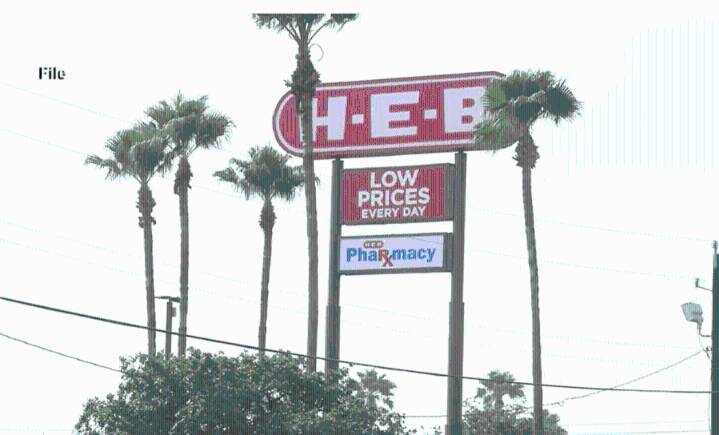 File
H-E-B
LOW
PRICES
EVERY DAY
H-E-B
PhaRxmacy